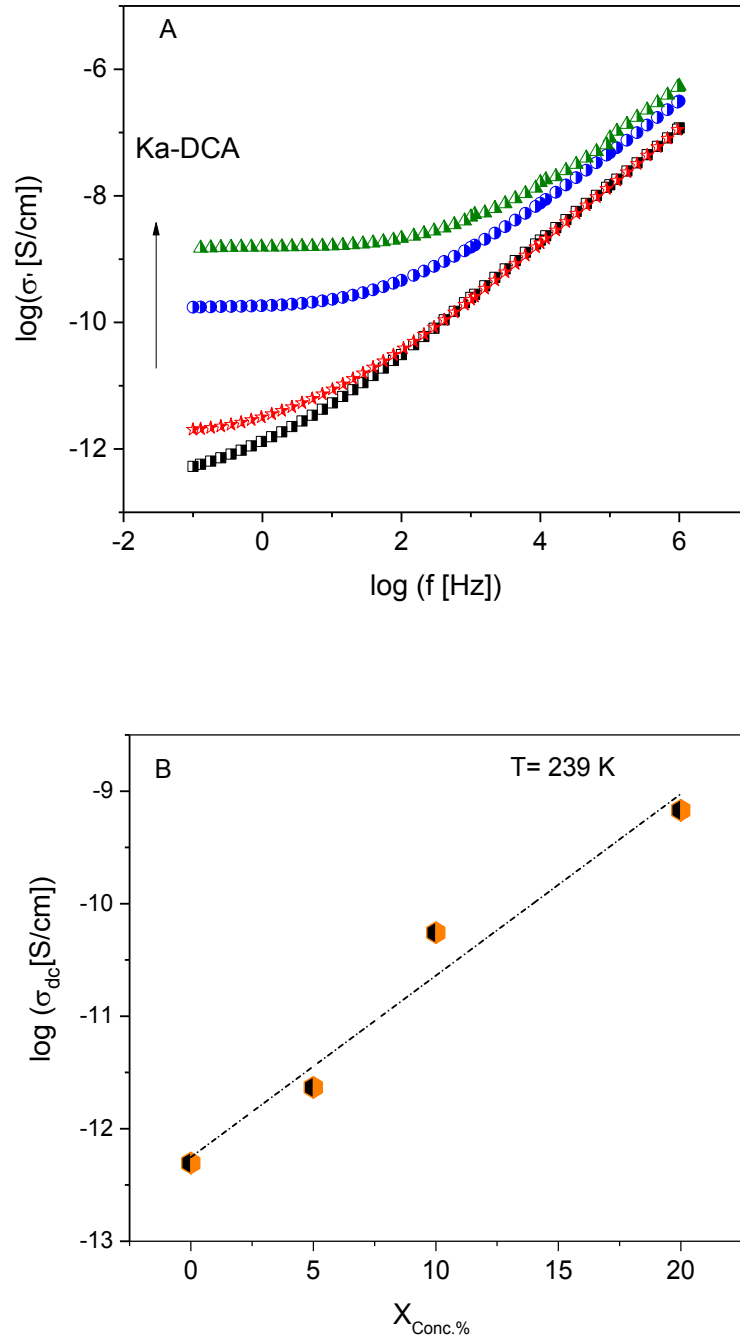 A
-6
Ka-DCA
-8
log(σ' [S/cm])
-10
-12
-2 0 2 4 6
log (f [Hz])
B
T= 239 K
-9
-10
log (σdc[S/cm])
-11
-12
-13
0 5 10 15 20
XConc.%